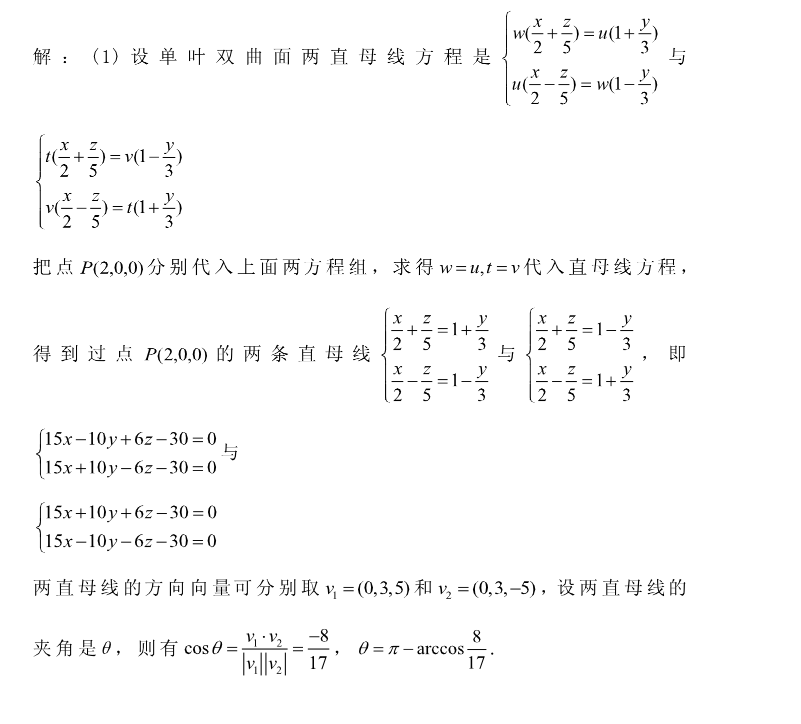 解：（1）设单叶双曲面两直母线方程是 $\begin{cases} w(\frac{x}{2}+\frac{z}{5})=u(1+\frac{y}{3}) \\ u(\frac{x}{2}-\frac{z}{5})=w(1-\frac{y}{3}) \end{cases}$ 与
$\begin{cases} t(\frac{x}{2}+\frac{z}{5})=v(1-\frac{y}{3}) \\ v(\frac{x}{2}-\frac{z}{5})=t(1+\frac{y}{3}) \end{cases}$
把点 $P(2,0,0)$ 分别代入上面两方程组，求得 $w=u,t=v$ 代入直母线方程，
得到过点 $P(2,0,0)$ 的两条直母线 $\begin{cases} \frac{x}{2}+\frac{z}{5}=1+\frac{y}{3} \\ \frac{x}{2}-\frac{z}{5}=1-\frac{y}{3} \end{cases}$ 与 $\begin{cases} \frac{x}{2}+\frac{z}{5}=1-\frac{y}{3} \\ \frac{x}{2}-\frac{z}{5}=1+\frac{y}{3} \end{cases}$，即
$\begin{cases} 15x-10y+6z-30=0 \\ 15x+10y-6z-30=0 \end{cases}$ 与
$\begin{cases} 15x+10y+6z-30=0 \\ 15x-10y-6z-30=0 \end{cases}$
两直母线的方向向量可分别取 $v_1=(0,3,5)$ 和 $v_2=(0,3,-5)$，设两直母线的
夹角是 $\theta$，则有 $\cos\theta=\frac{v_1 \cdot v_2}{|v_1||v_2|}=\frac{-8}{17}$，$\theta=\pi-\arccos\frac{8}{17}$.